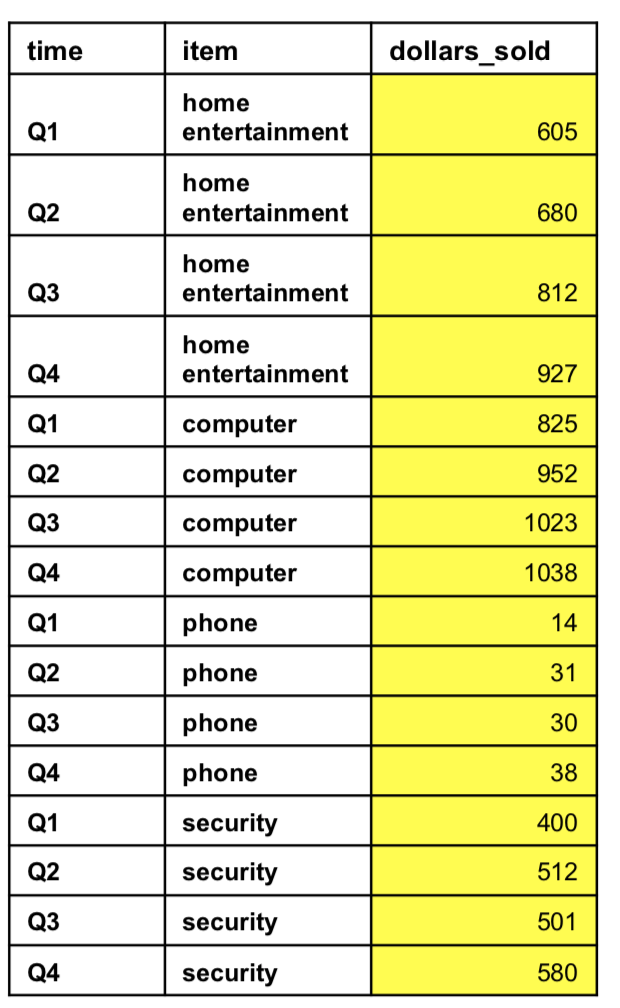 time item dollars_sold
home
Q1 entertainment 605
home
Q2 entertainment 680
home
Q3 entertainment 812
home
Q4 entertainment 927
Q1 computer 825
Q2 computer 952
Q3 computer 1023
Q4 computer 1038
Q1 phone 14
Q2 phone 31
Q3 phone 30
Q4 phone 38
Q1 security 400
Q2 security 512
Q3 security 501
Q4 security 580